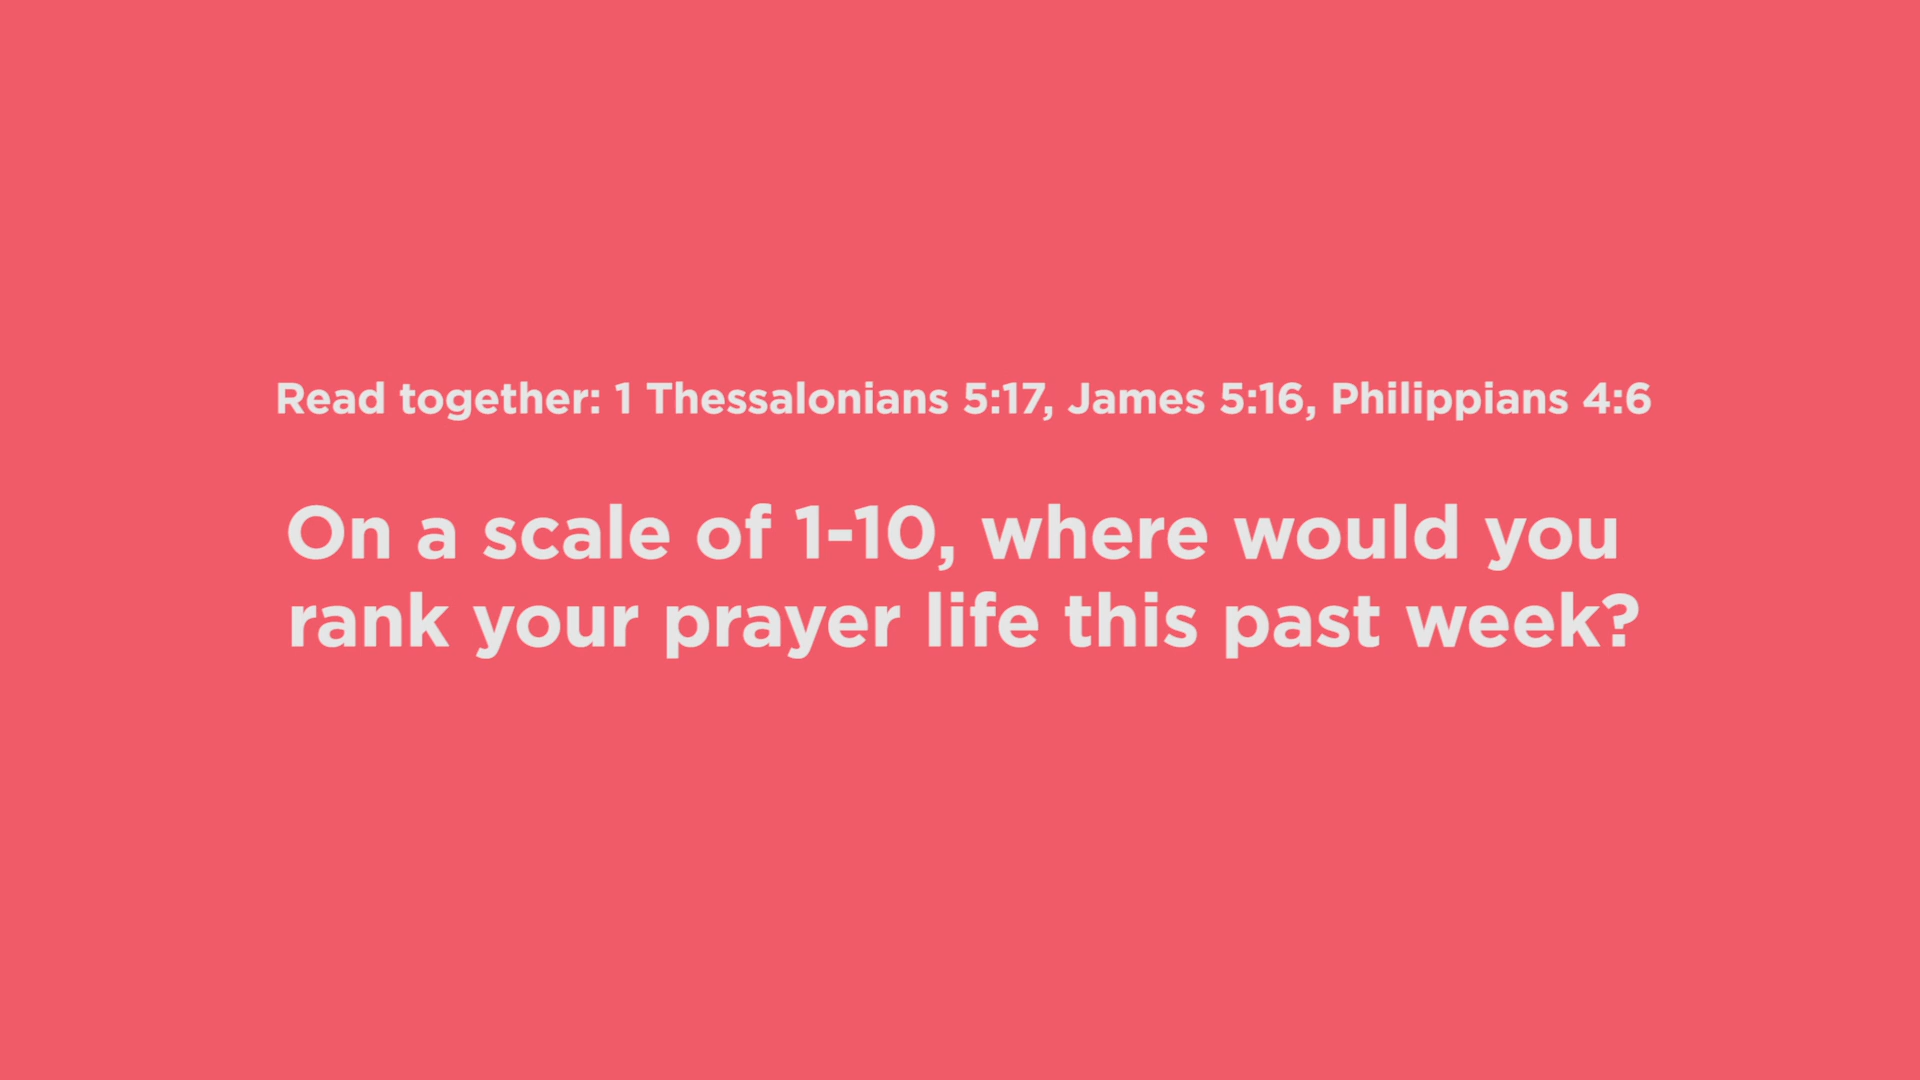 Read together: 1 Thessalonians 5:17, James 5:16, Philippians 4:6
On a scale of 1-10, where would you
rank your prayer life this past week?